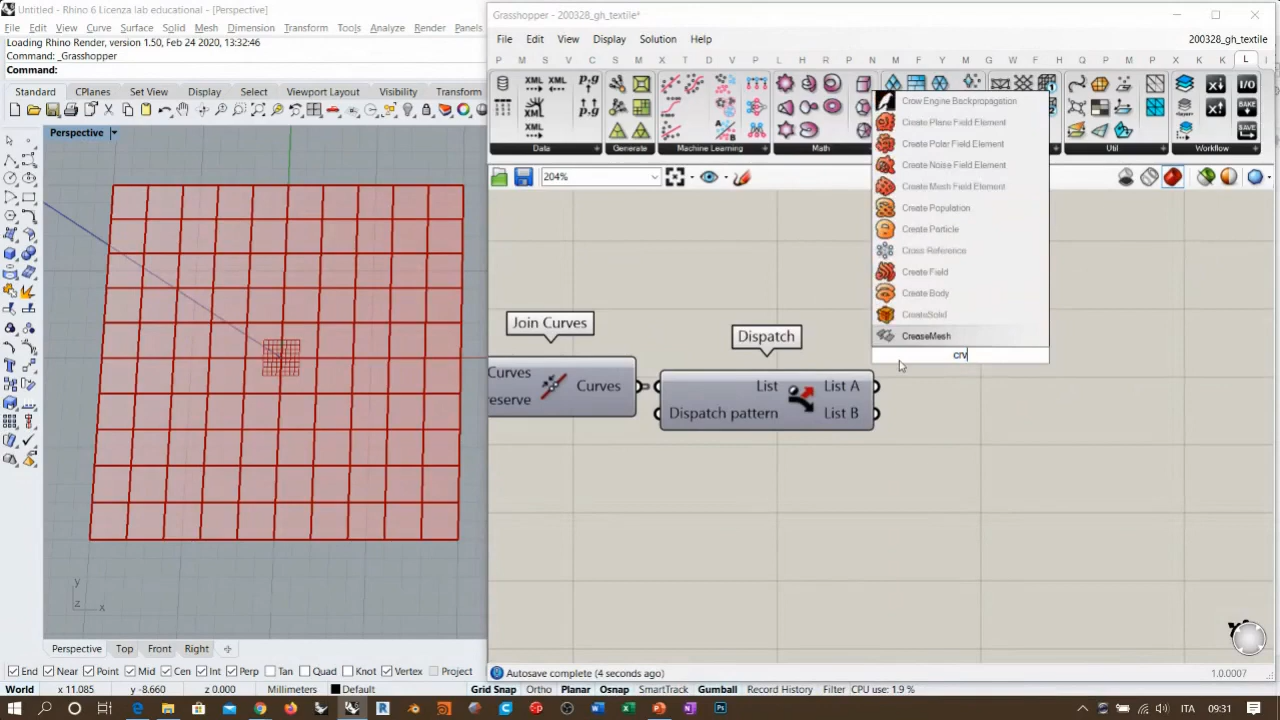 Untitled - Rhino 6 Licenza lab educational - [Perspective]
File Edit View Curve Surface Solid Mesh Dimension Transform Tools Analyze Render Panels
Loading Rhino Render, version 1.50, Feb 24 2020, 13:32:46
Command: _Grasshopper
Command:
Standard CPlanes Set View Display Select Viewport Layout Transform
Perspective
Grasshopper - 200328_gh_textile*
File Edit View Display Solution Help
200328_gh_textile
Data
Generate
Machine Learning
Math
Util
Workflow
204%
Crow Engine Backpropagation
Create Plane Field Element
Create Polar Field Element
Create Noise Field Element
Create Mesh Field Element
Create Population
Create Particle
Cross Reference
Create Field
Create Body
CreateSolid
CreaseMesh
crv
Join Curves
Curves
eserve
Curves
Dispatch
List
Dispatch pattern
List A
List B
Perspective Top Front Right
End Near Point Mid Cen Int Perp Tan Quad Knot Vertex Project
Autosave complete (4 seconds ago)
1.0.0007
World x 11.085 y -8.660 z 0.000 Millimeters Default Grid Snap Ortho Planar Osnap SmartTrack Gumball Record History Filter CPU use: 1.9 %
ITA 09:31